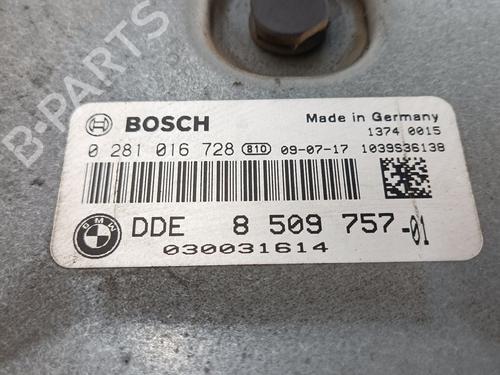 BOSCH
Made in Germany
1374 0015
0 281 016 728 810 09-07-17 1039S36138
BMW
DDE 8 509 757-01
030031614
B-PARTS